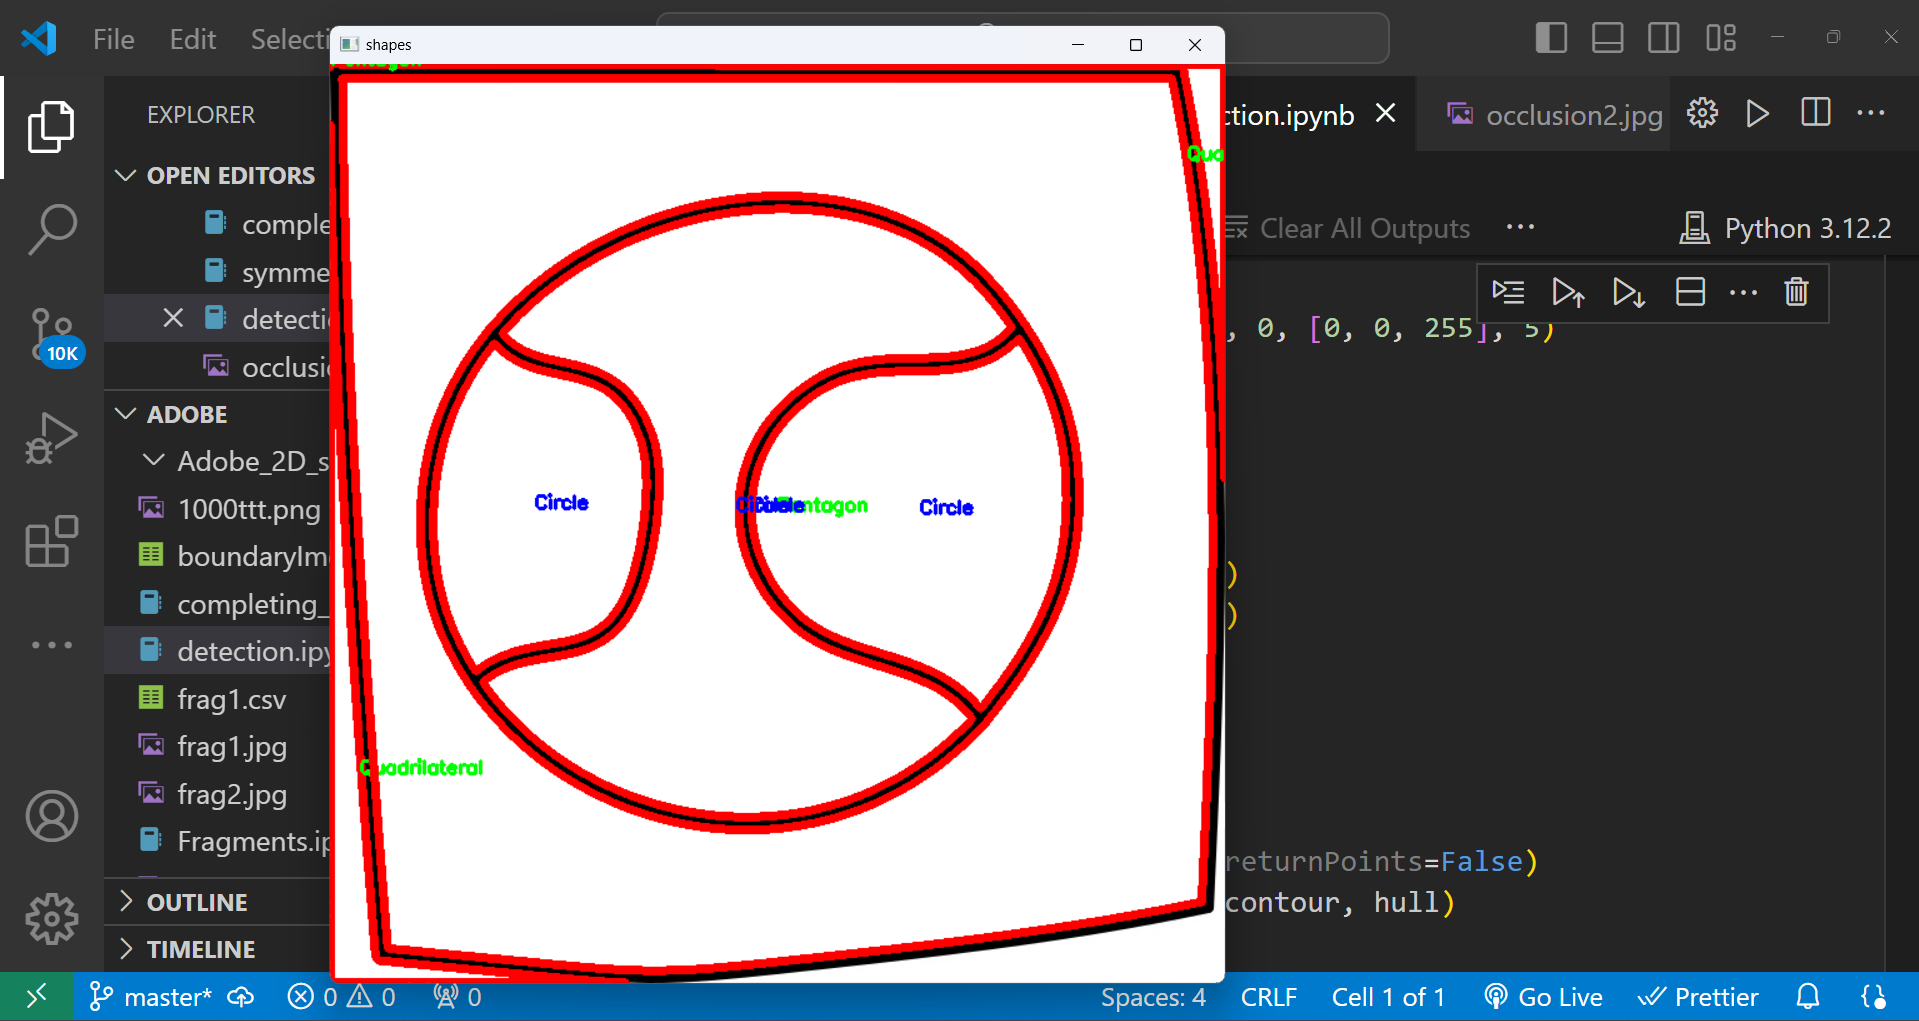 File Edit Selecti
shapes
EXPLORER
OPEN EDITORS
comple
symme
detecti
occlusi
10K
ADOBE
Adobe_2D_s
1000ttt.png
boundaryIm
completing_
detection.ipy
frag1.csv
frag1.jpg
frag2.jpg
Fragments.ip
OUTLINE
TIMELINE
Qua
Circle
Circle
Circle
ntagon
Circle
Quadrilateral
ction.ipynb
occlusion2.jpg
Clear All Outputs
Python 3.12.2
, 0, [0, 0, 255], 5)
)
)
returnPoints=False)
contour, hull)
master* 0 0 0
Spaces: 4 CRLF Cell 1 of 1 Go Live Prettier